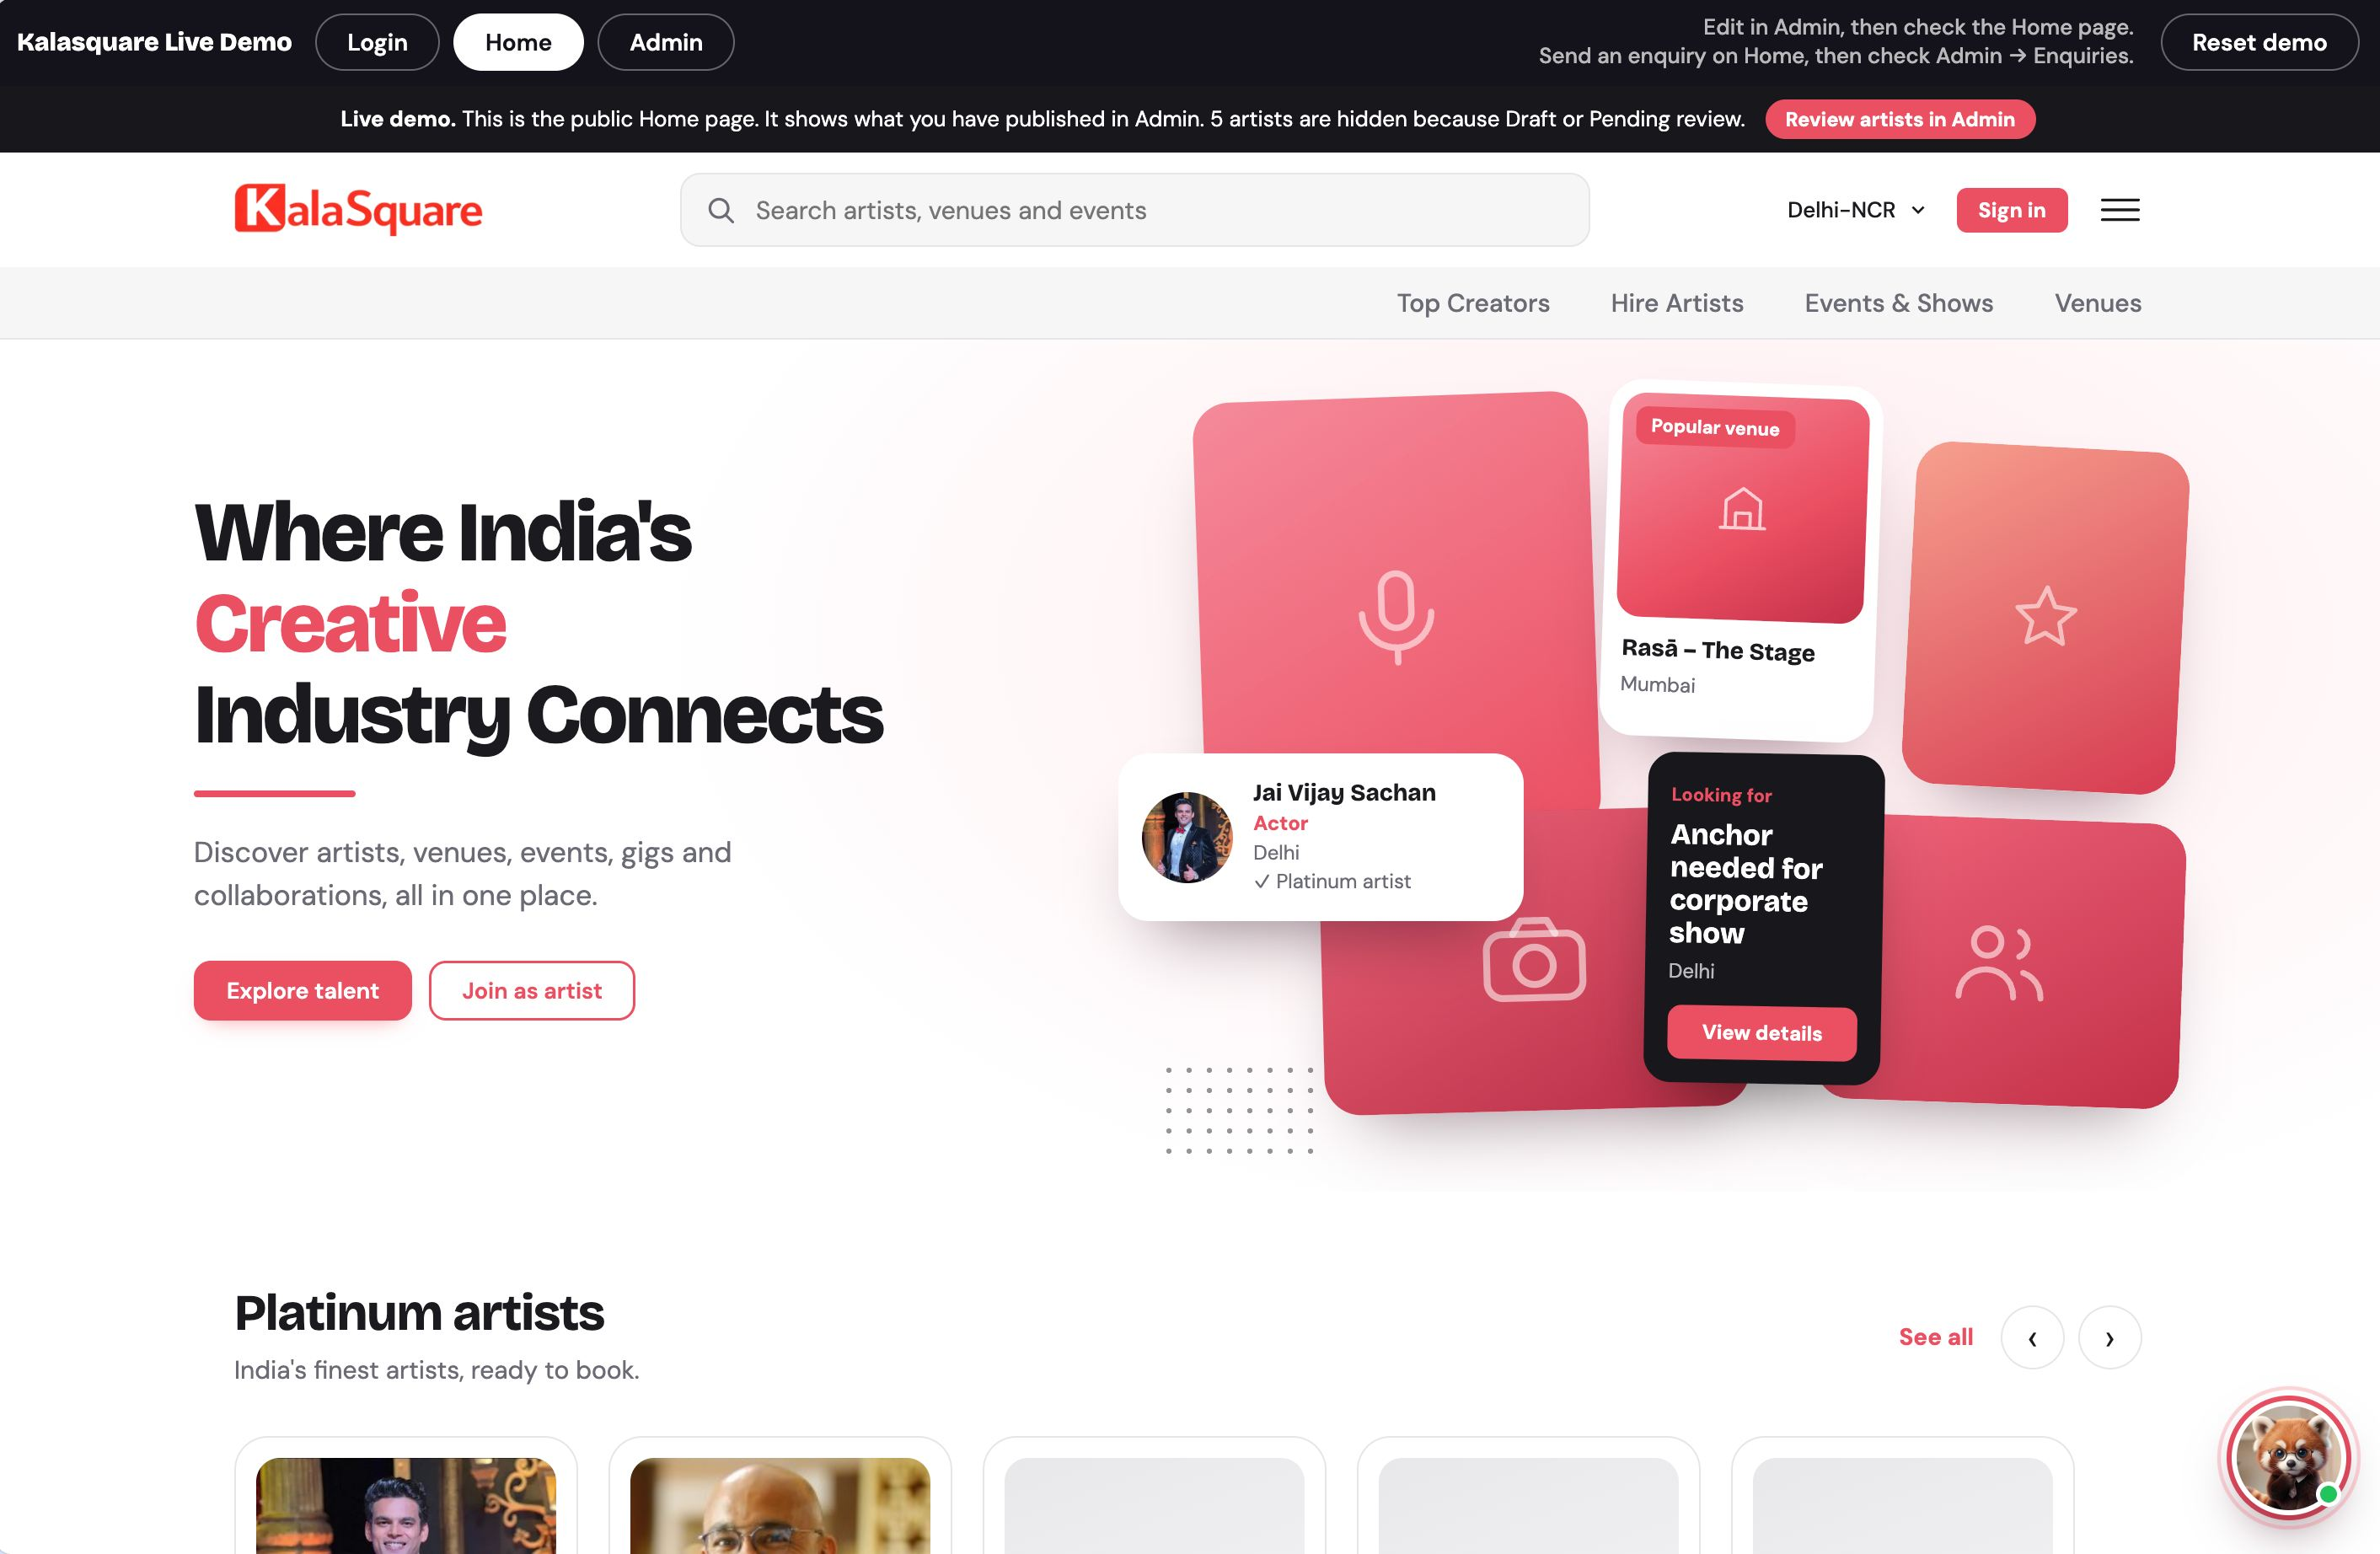 Kalasquare Live Demo
Login
Home
Admin
Edit in Admin, then check the Home page.
Send an enquiry on Home, then check Admin → Enquiries.
Reset demo
Live demo. This is the public Home page. It shows what you have published in Admin. 5 artists are hidden because Draft or Pending review.
Review artists in Admin
KalaSquare
Search artists, venues and events
Delhi-NCR
Sign in
Top Creators
Hire Artists
Events & Shows
Venues
Where India's
Creative
Industry Connects
Discover artists, venues, events, gigs and
collaborations, all in one place.
Explore talent
Join as artist
Popular venue
Rasā – The Stage
Mumbai
Jai Vijay Sachan
Actor
Delhi
✓ Platinum artist
Looking for
Anchor
needed for
corporate
show
Delhi
View details
Platinum artists
India's finest artists, ready to book.
See all
‹
›